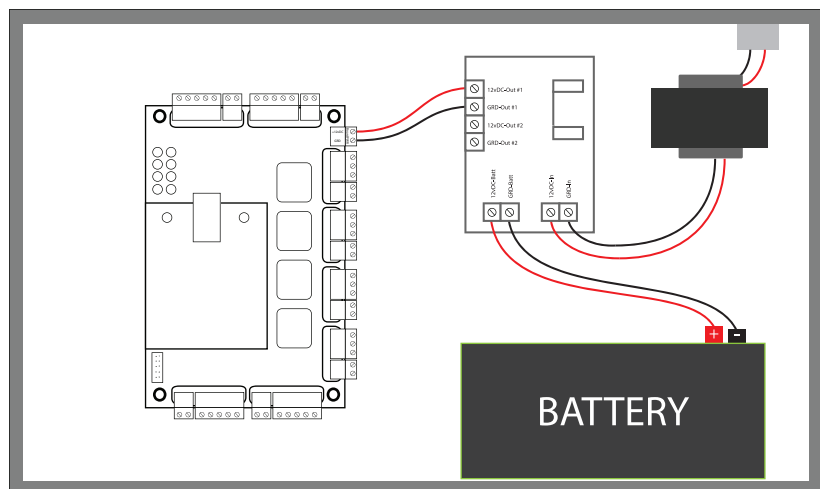 12vDC-Out #1
GRD-Out #1
12vDC-Out #2
GRD-Out #2
12vDC-Batt
GRD-Batt
12vDC-In
GRD-In
+
-
BATTERY